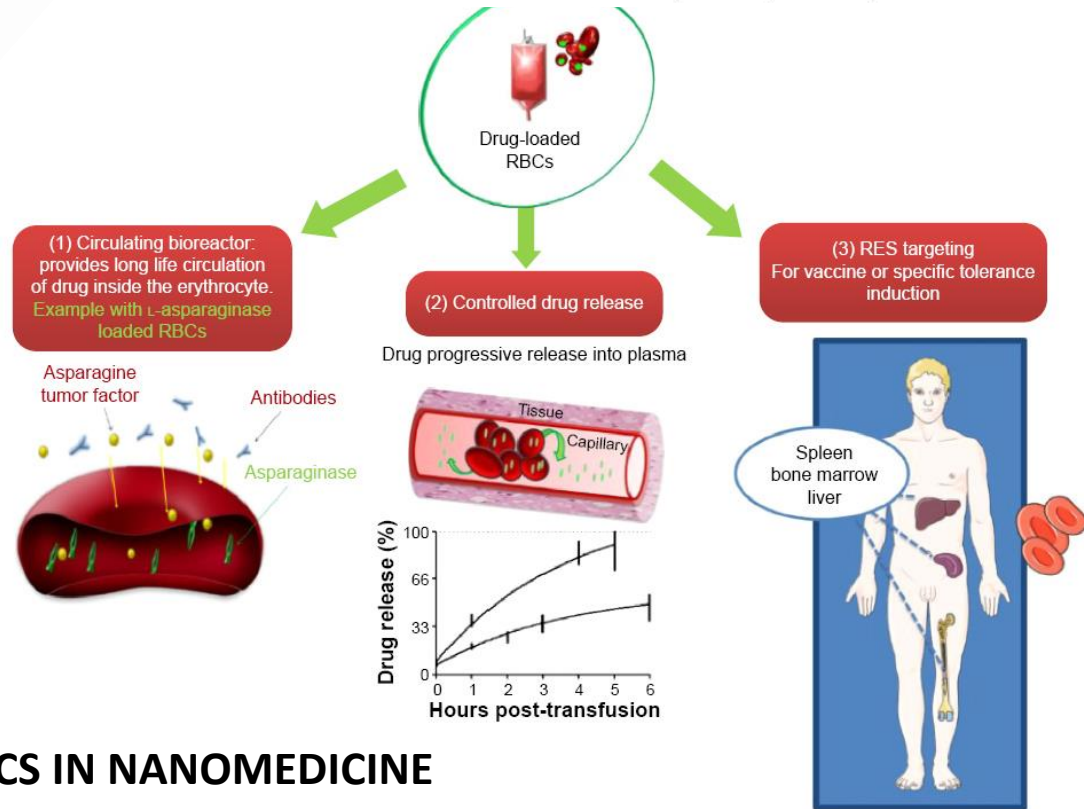 Drug-loaded
RBCs
(1) Circulating bioreactor:
provides long life circulation
of drug inside the erythrocyte.
Example with L-asparaginase
loaded RBCs
Asparagine
tumor factor
Antibodies
Asparaginase
(2) Controlled drug release
Drug progressive release into plasma
Tissue
Capillary
Drug release (%)
100
66
33
0
0 1 2 3 4 5 6
Hours post-transfusion
(3) RES targeting
For vaccine or specific tolerance
induction
Spleen
bone marrow
liver
CS IN NANOMEDICINE